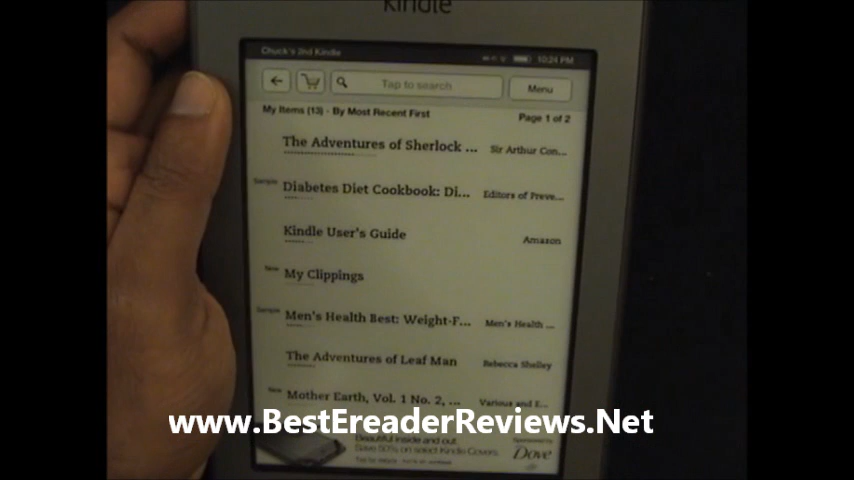 kindle
Chuck's 2nd Kindle 10:24 PM
Tap to search Menu
My Items (13) - By Most Recent First Page 1 of 2
The Adventures of Sherlock ... Sir Arthur Con...
Sample Diabetes Diet Cookbook: Di... Editors of Preve...
Kindle User's Guide Amazon
New My Clippings
Sample Men's Health Best: Weight-F... Men's Health ...
The Adventures of Leaf Man Rebecca Shelley
New Mother Earth, Vol. 1 No. 2, ... Various and E...
www.BestEreaderReviews.Net
Beautiful inside and out. Sponsored by
Save 50% on select Kindle Covers. Dove